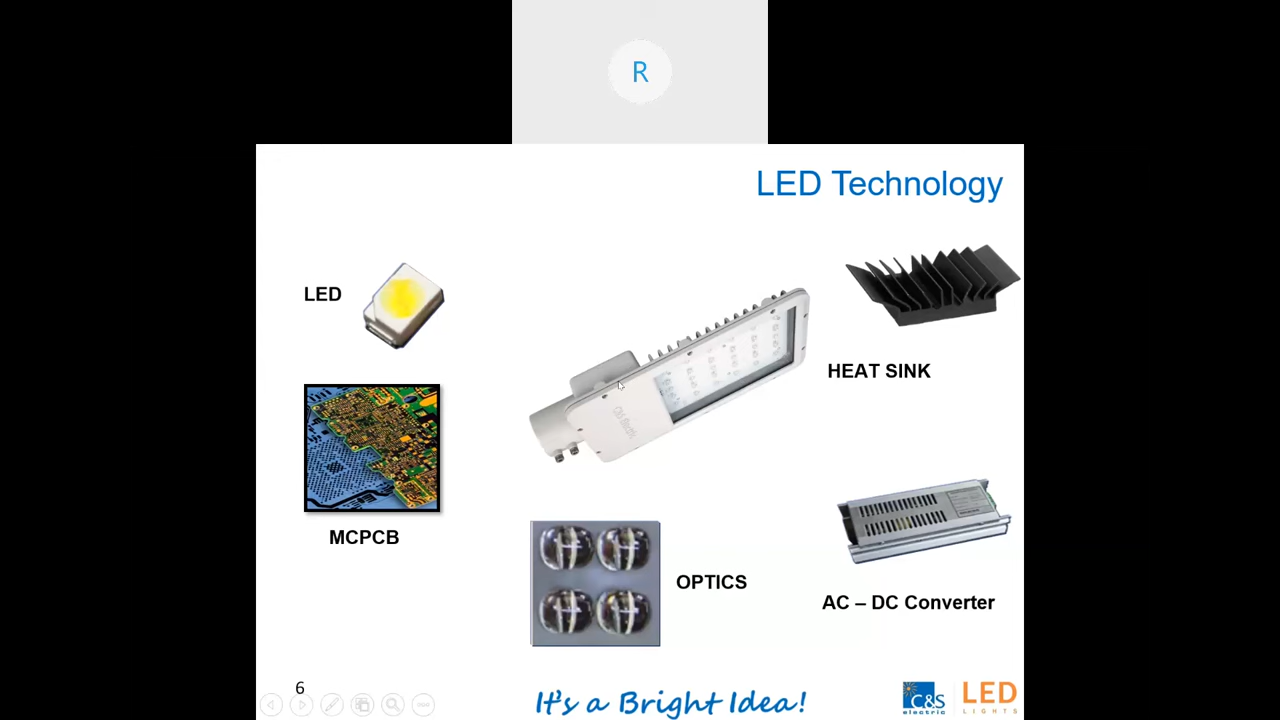 R
LED Technology
LED
HEAT SINK
MCPCB
OPTICS
AC – DC Converter
6
It's a Bright Idea!
C&S
electric
LED
LIGHTS